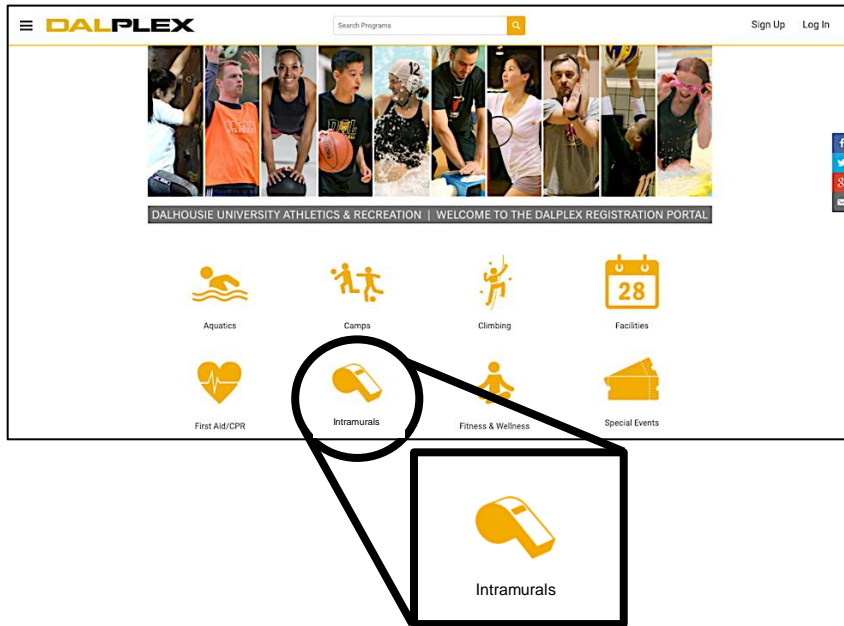 DALPLEX
Search Programs
Sign Up Log In
12
DALHOUSIE UNIVERSITY ATHLETICS & RECREATION | WELCOME TO THE DALPLEX REGISTRATION PORTAL
28
Aquatics Camps Climbing Facilities
First Aid/CPR Intramurals Fitness & Wellness Special Events
Intramurals